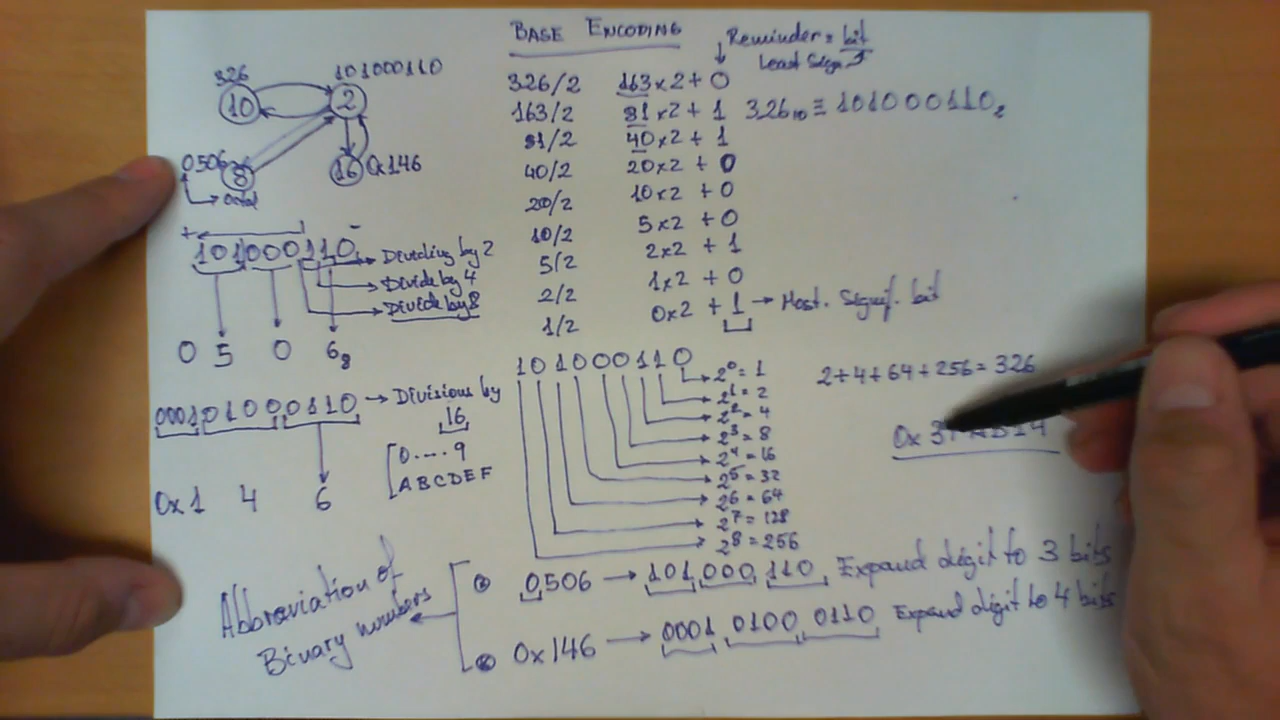 BASE ENCODING
Reminder = bit
Least Sign
326
101000110
10
2
0506
8
16
0x146
Octal
326/2 163x2+0
163/2 81x2+1
81/2 40x2+1
40/2 20x2+0
20/2 10x2+0
10/2 5x2+0
5/2 2x2+1
2/2 1x2+0
1/2 0x2+1 → Most. Signif. bit
326₁₀ ≡ 101000110₂
+ -
101000110
Dividing by 2
Divide by 4
Divide by 8
0 5 0 6₈
000101000110 → Divisions by
16
0....9
ABCDEF
0x1 4 6
101000110
2⁰ = 1
2¹ = 2
2² = 4
2³ = 8
2⁴ = 16
2⁵ = 32
2⁶ = 64
2⁷ = 128
2⁸ = 256
2+4+64+256=326
0x
Abbreviation of
Binary numbers
0506 → 101 000 110 Expand digit to 3 bits
0x146 → 0001 0100 0110 Expand digit to 4 bits